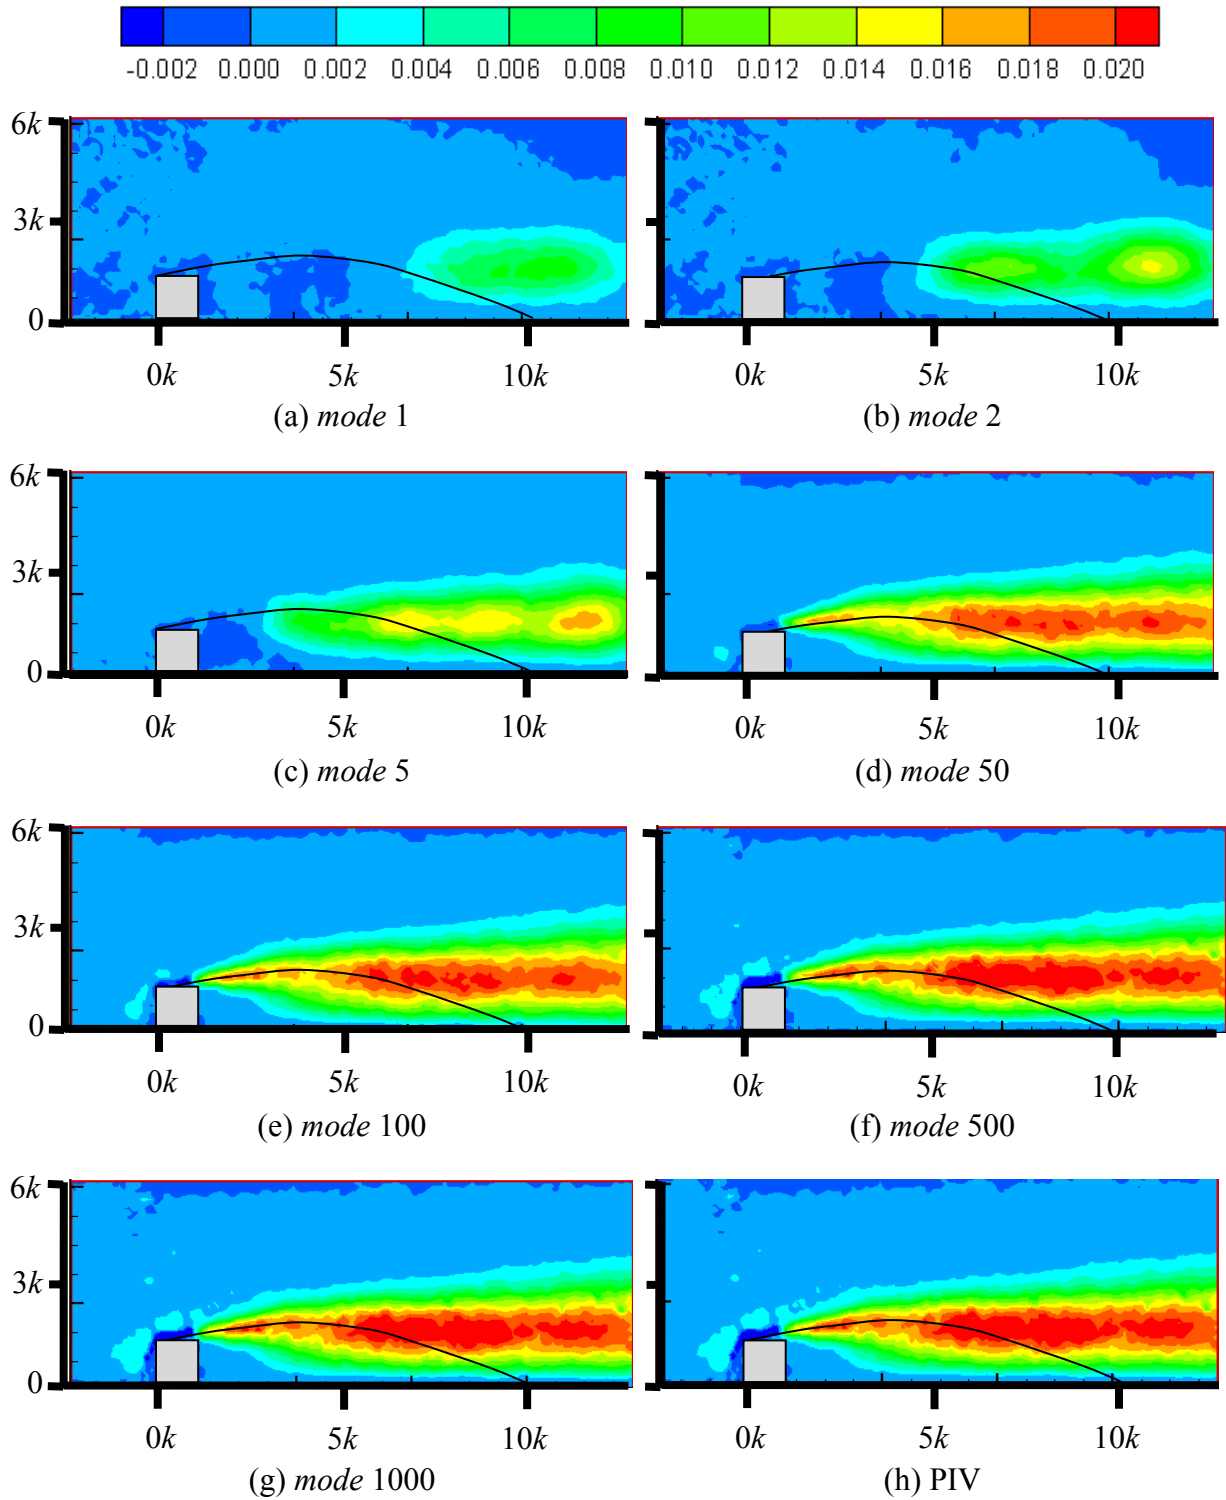 -0.002 0.000 0.002 0.004 0.006 0.008 0.010 0.012 0.014 0.016 0.018 0.020
6k
3k
0
0k 5k 10k 0k 5k 10k
(a) mode 1 (b) mode 2
6k
3k
0
0k 5k 10k 0k 5k 10k
(c) mode 5 (d) mode 50
6k
3k
0
0k 5k 10k 0k 5k 10k
(e) mode 100 (f) mode 500
6k
3k
0
0k 5k 10k 0k 5k 10k
(g) mode 1000 (h) PIV